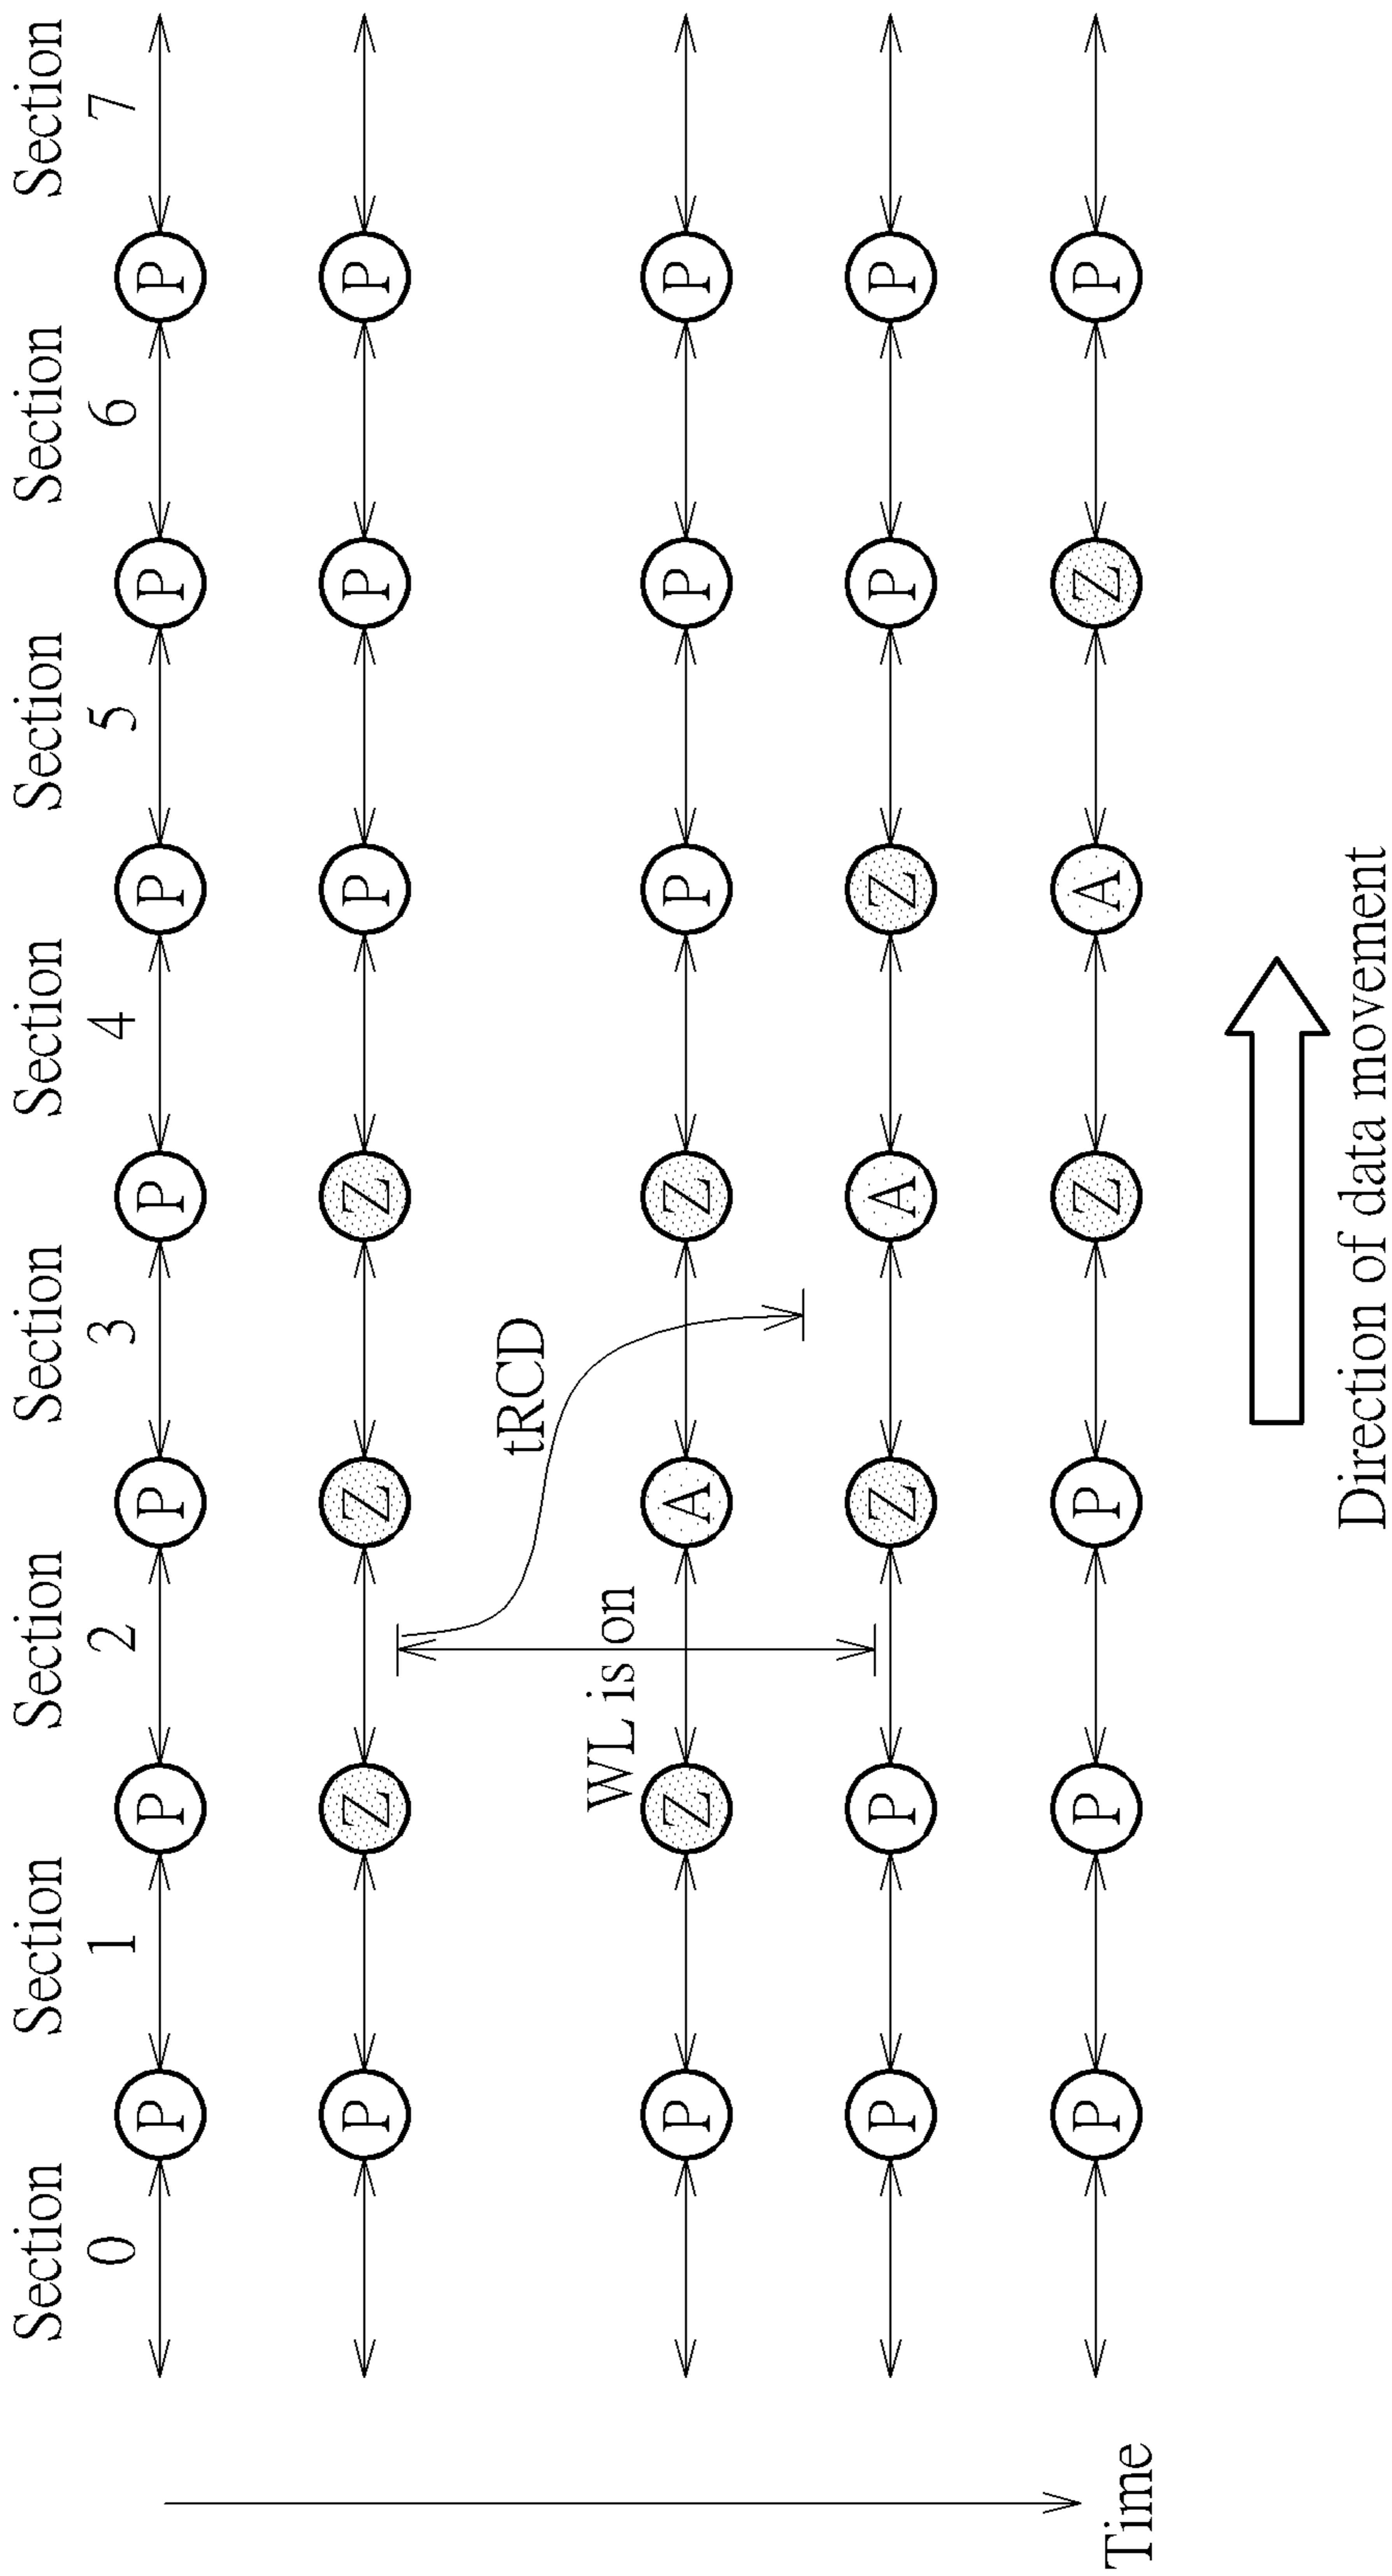 Section Section Section Section Section Section Section Section
0 1 2 3 4 5 6 7
P P P P P P P
P Z Z Z P P P
tRCD
WL is on
P Z A Z P P P
P P Z A Z P P
P P P Z A Z P
Time
Direction of data movement